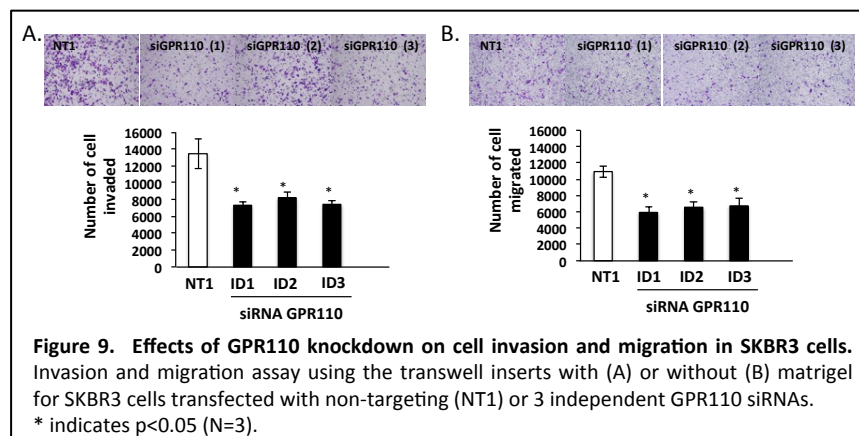 A.
NT1 siGPR110 (1) siGPR110 (2) siGPR110 (3)
Number of cell
invaded
16000
14000
12000
10000
8000
6000
4000
2000
0
* * *
NT1 ID1 ID2 ID3
siRNA GPR110
B.
NT1 siGPR110 (1) siGPR110 (2) siGPR110 (3)
Number of cell
migrated
16000
14000
12000
10000
8000
6000
4000
2000
0
* * *
NT1 ID1 ID2 ID3
siRNA GPR110
Figure 9. Effects of GPR110 knockdown on cell invasion and migration in SKBR3 cells.
Invasion and migration assay using the transwell inserts with (A) or without (B) matrigel
for SKBR3 cells transfected with non-targeting (NT1) or 3 independent GPR110 siRNAs.
* indicates p<0.05 (N=3).